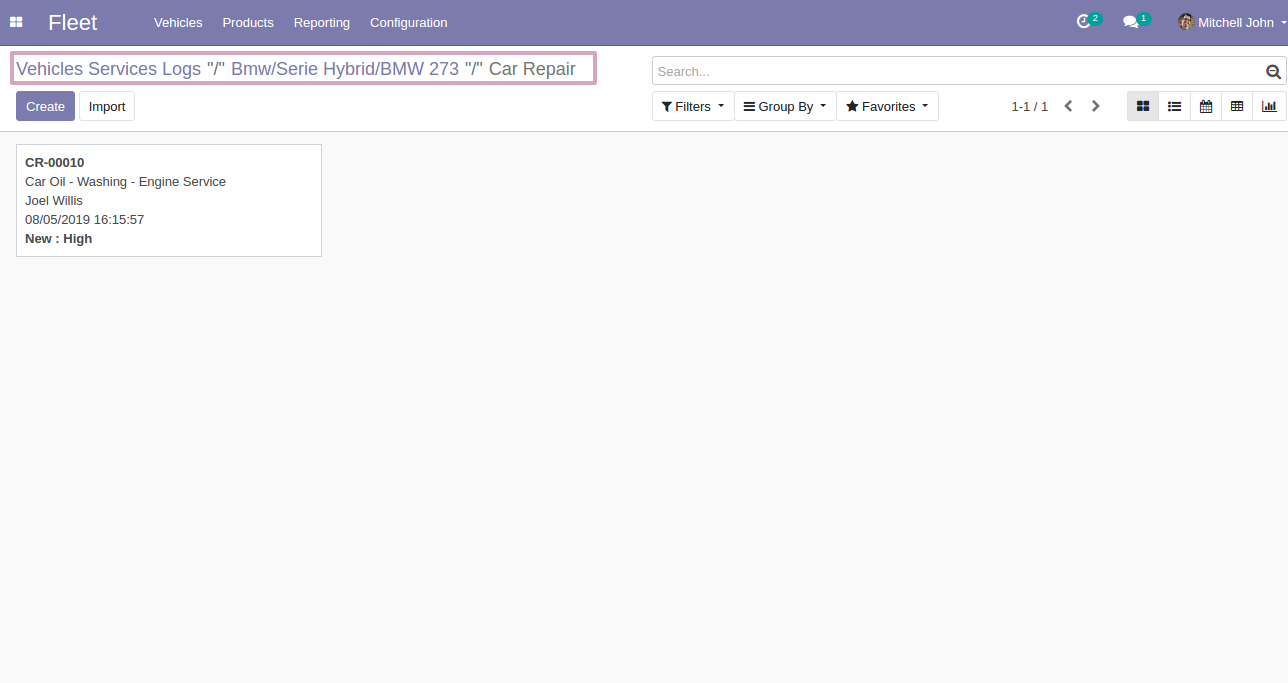 Fleet
Vehicles Products Reporting Configuration
2
1
Mitchell John
Vehicles Services Logs "/" Bmw/Serie Hybrid/BMW 273 "/" Car Repair
Search...
Create Import
Filters Group By Favorites
1-1 / 1
CR-00010
Car Oil - Washing - Engine Service
Joel Willis
08/05/2019 16:15:57
New : High